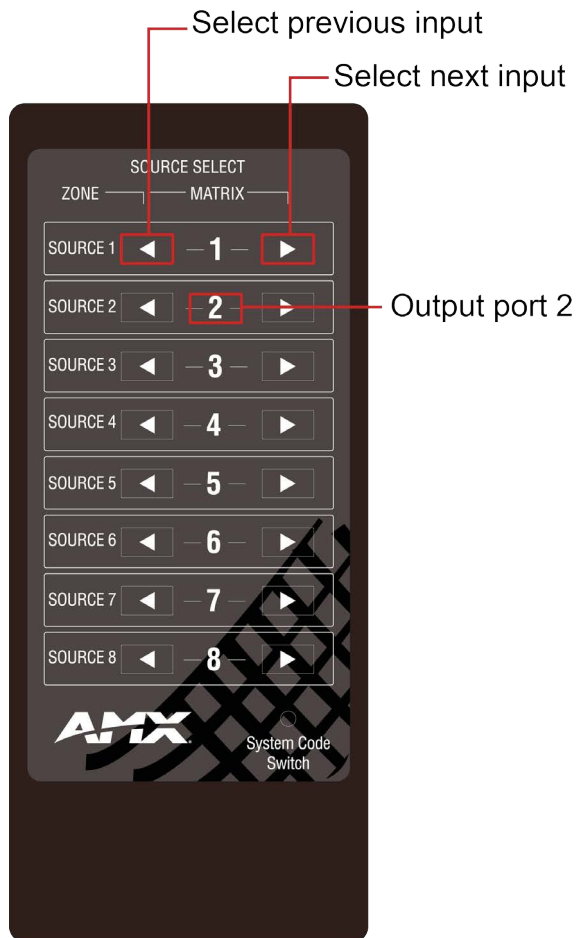 Select previous input
Select next input
SOURCE SELECT
ZONE MATRIX
SOURCE 1 1
SOURCE 2 2
Output port 2
SOURCE 3 3
SOURCE 4 4
SOURCE 5 5
SOURCE 6 6
SOURCE 7 7
SOURCE 8 8
AMX
System Code
Switch